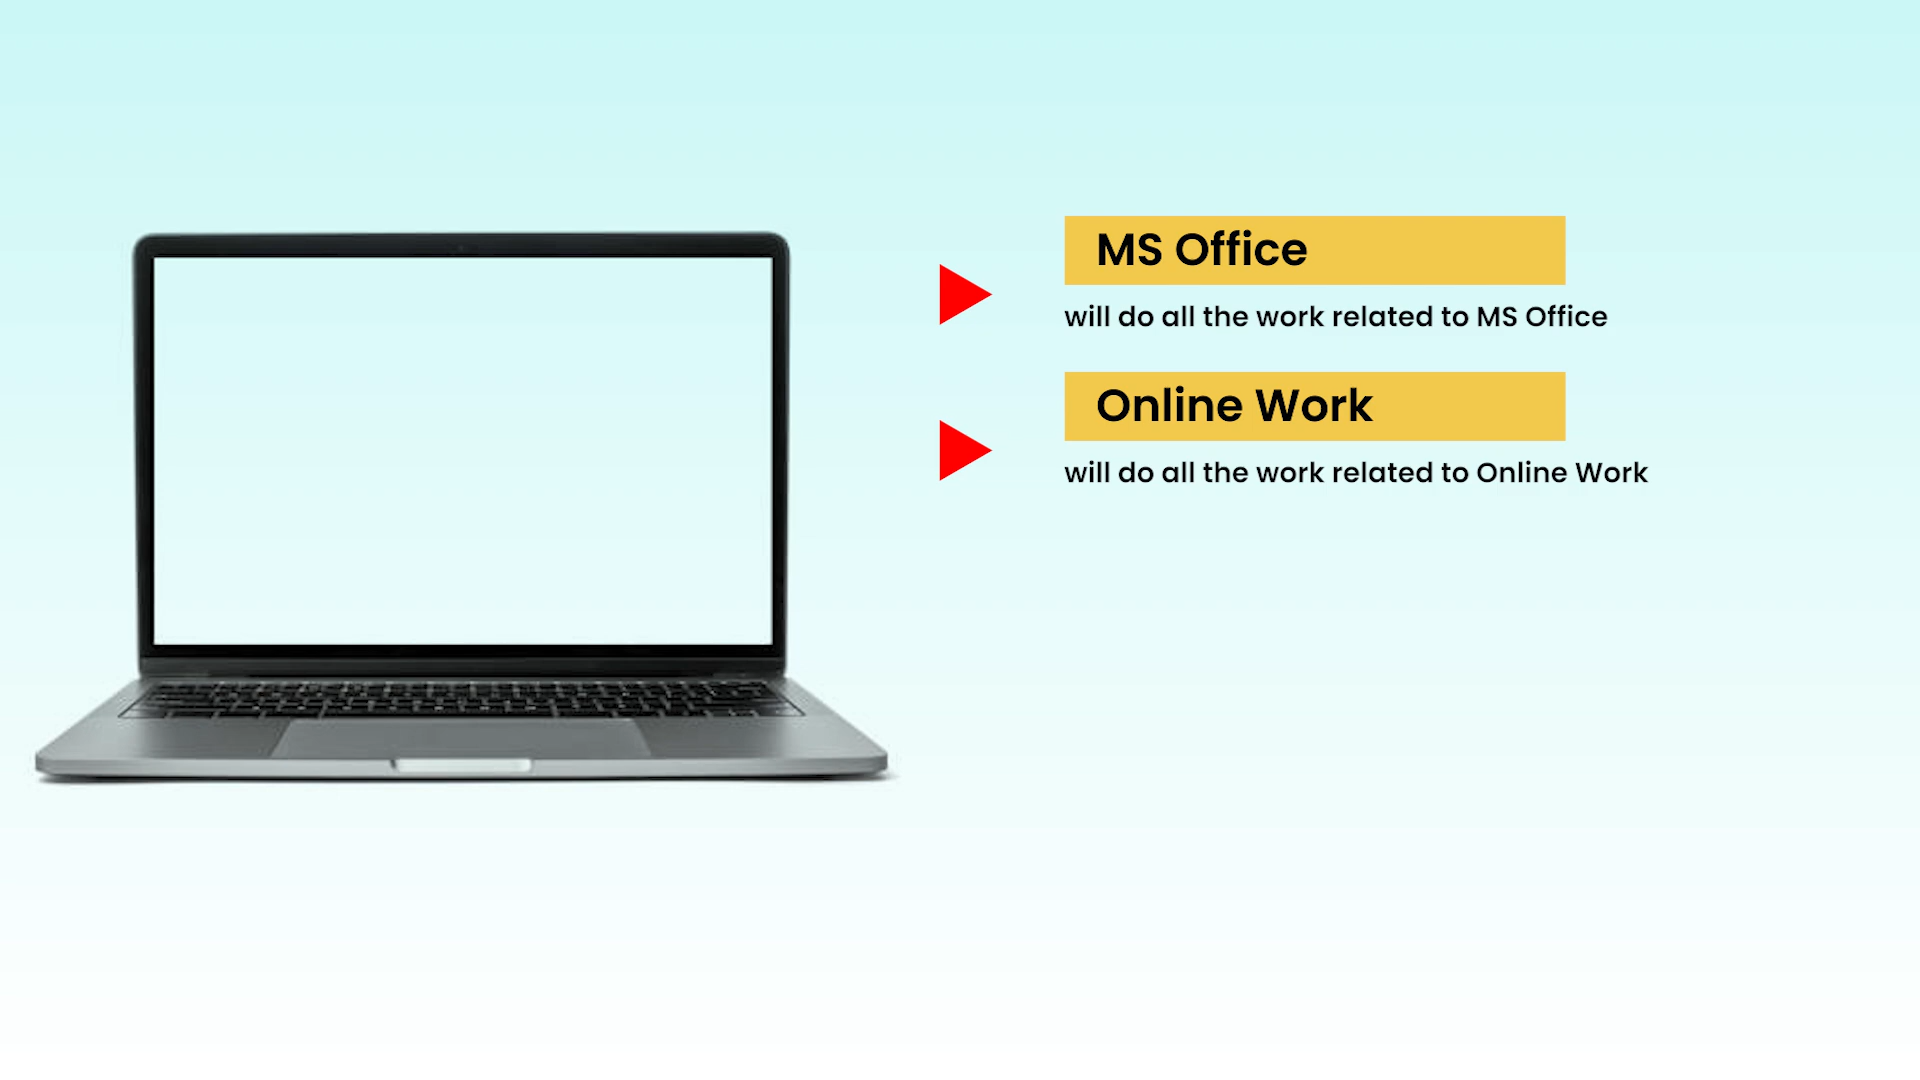 MS Office
will do all the work related to MS Office
Online Work
will do all the work related to Online Work